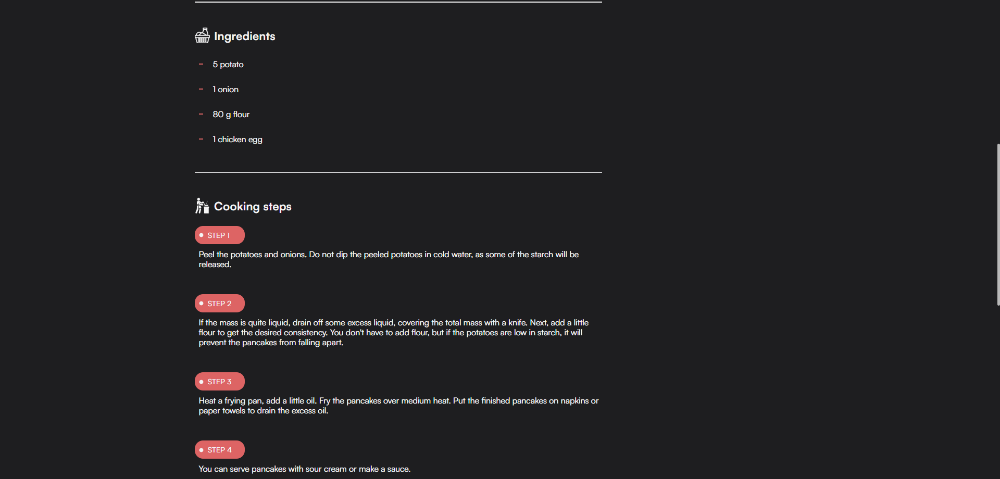 Ingredients
5 potato
1 onion
80 g flour
1 chicken egg
Cooking steps
STEP 1
Peel the potatoes and onions. Do not dip the peeled potatoes in cold water, as some of the starch will be
released.
STEP 2
If the mass is quite liquid, drain off some excess liquid, covering the total mass with a knife. Next, add a little
flour to get the desired consistency. You don't have to add flour, but if the potatoes are low in starch, it will
prevent the pancakes from falling apart.
STEP 3
Heat a frying pan, add a little oil. Fry the pancakes over medium heat. Put the finished pancakes on napkins or
paper towels to drain the excess oil.
STEP 4
You can serve pancakes with sour cream or make a sauce.